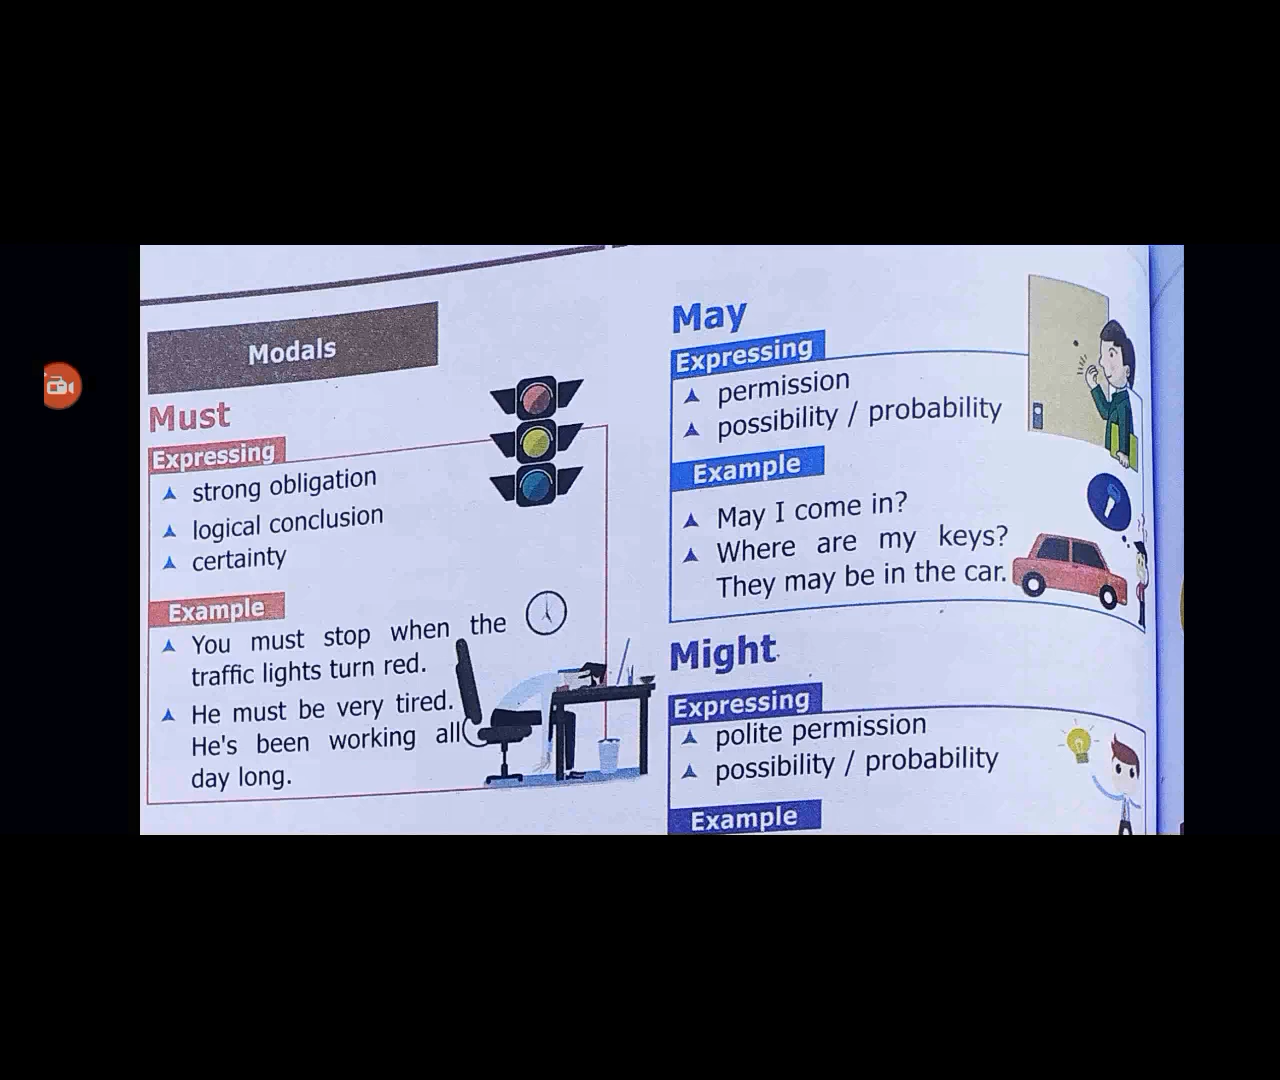 Modals
Must
Expressing
strong obligation
logical conclusion
certainty
Example
You must stop when the
traffic lights turn red.
He must be very tired.
He's been working all
day long.
May
Expressing
permission
possibility / probability
Example
May I come in?
Where are my keys?
They may be in the car.
Might
Expressing
polite permission
possibility / probability
Example